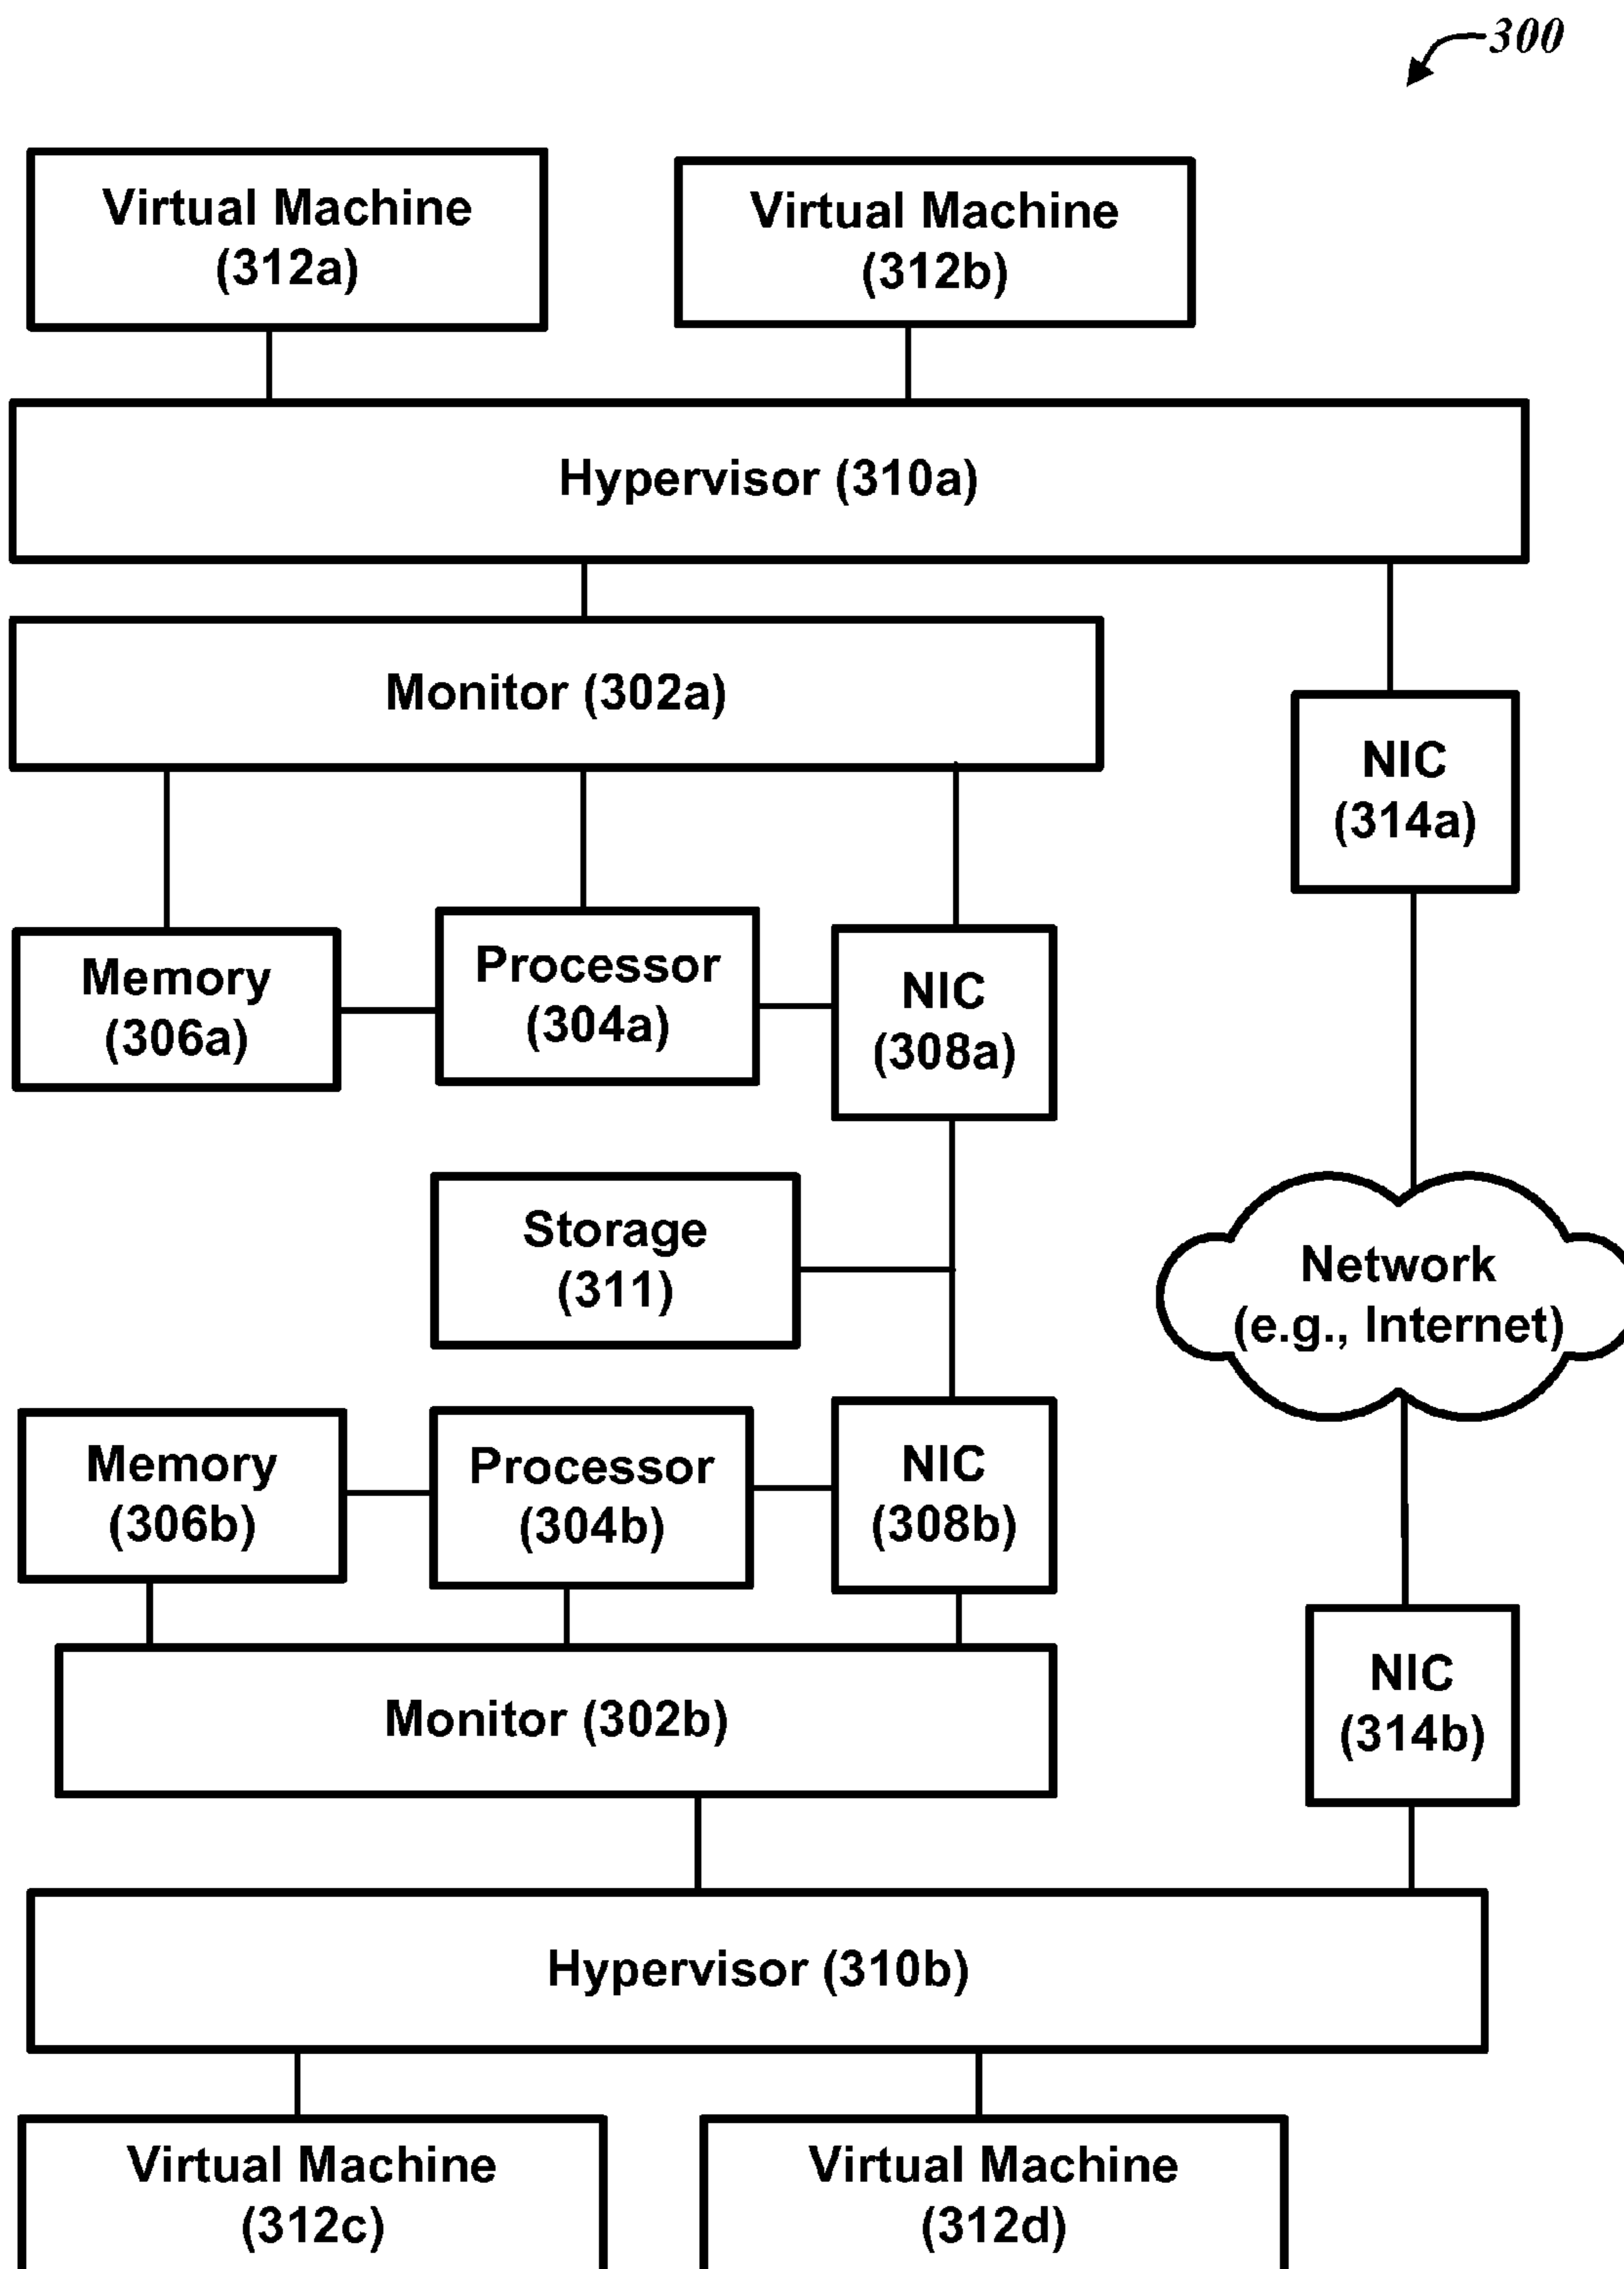 300
Virtual Machine
(312a)
Virtual Machine
(312b)
Hypervisor (310a)
Monitor (302a)
NIC
(314a)
Memory
(306a)
Processor
(304a)
NIC
(308a)
Storage
(311)
Network
(e.g., Internet)
Memory
(306b)
Processor
(304b)
NIC
(308b)
Monitor (302b)
NIC
(314b)
Hypervisor (310b)
Virtual Machine
(312c)
Virtual Machine
(312d)